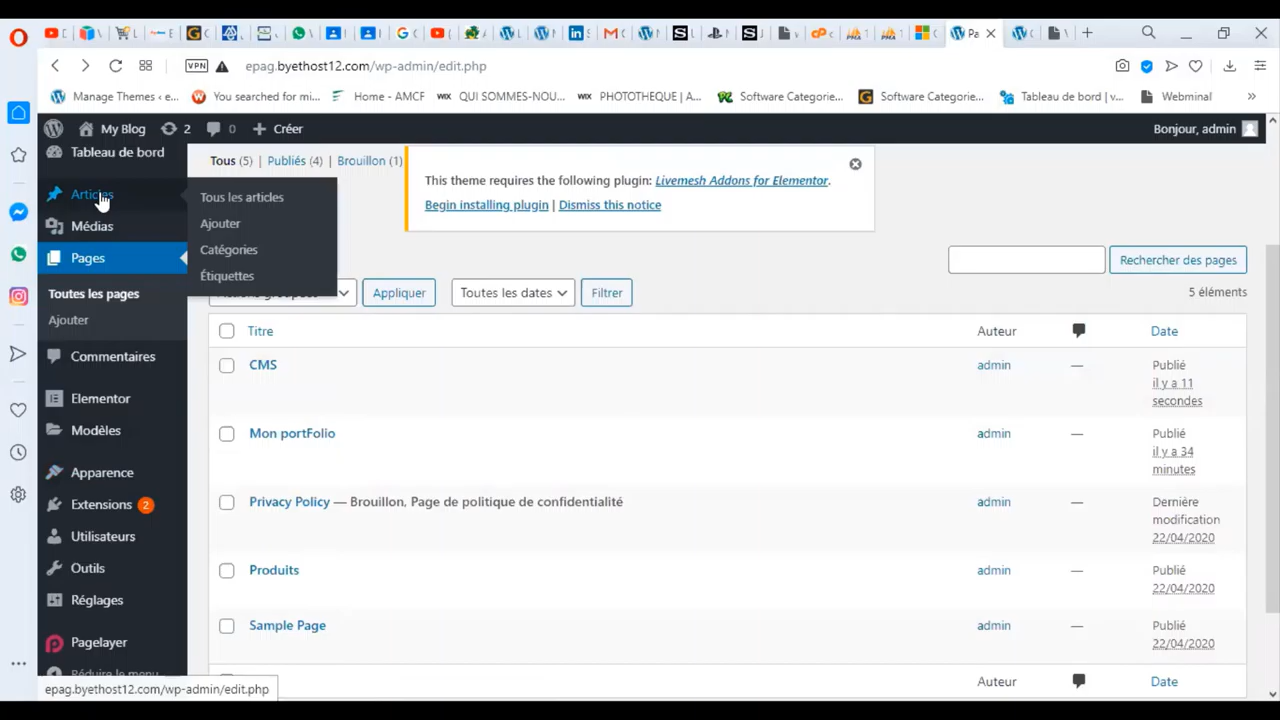 Pa
epag.byethost12.com/wp-admin/edit.php
VPN
Manage Themes ‹ e...
You searched for mi...
Home - AMCF
WIX QUI SOMMES-NOU...
WIX PHOTOTHEQUE | A...
Software Categorie...
Software Categorie...
Tableau de bord | v...
Webminal
»
My Blog
2
0
Créer
Bonjour, admin
Tableau de bord
Articles
Médias
Pages
Toutes les pages
Ajouter
Commentaires
Elementor
Modèles
Apparence
Extensions 2
Utilisateurs
Outils
Réglages
Pagelayer
Réduire le menu
Tous les articles
Ajouter
Catégories
Étiquettes
Tous (5) | Publiés (4) | Brouillon (1)
This theme requires the following plugin: Livemesh Addons for Elementor.
Begin installing plugin | Dismiss this notice
Rechercher des pages
Appliquer
Toutes les dates
Filtrer
5 éléments
Titre
Auteur
Date
CMS
admin
—
Publié
il y a 11
secondes
Mon portFolio
admin
—
Publié
il y a 34
minutes
Privacy Policy — Brouillon, Page de politique de confidentialité
admin
—
Dernière
modification
22/04/2020
Produits
admin
—
Publié
22/04/2020
Sample Page
admin
—
Publié
22/04/2020
Auteur
Date
epag.byethost12.com/wp-admin/edit.php